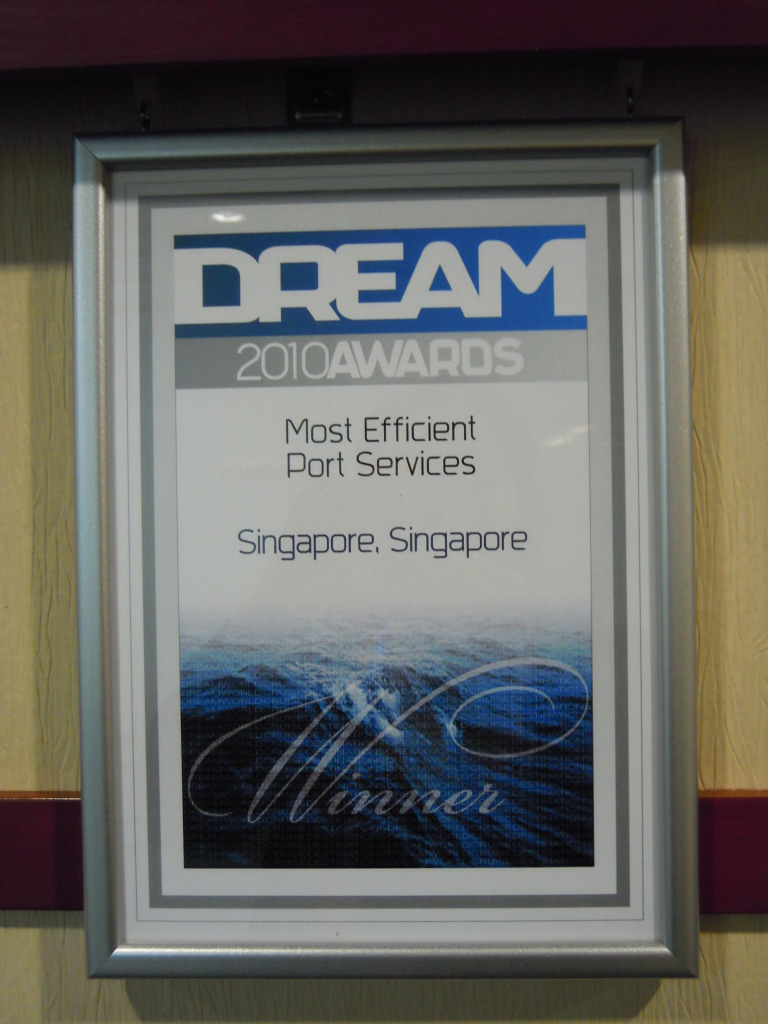 DREAM
2010AWARDS
Most Efficient
Port Services
Singapore, Singapore
Winner